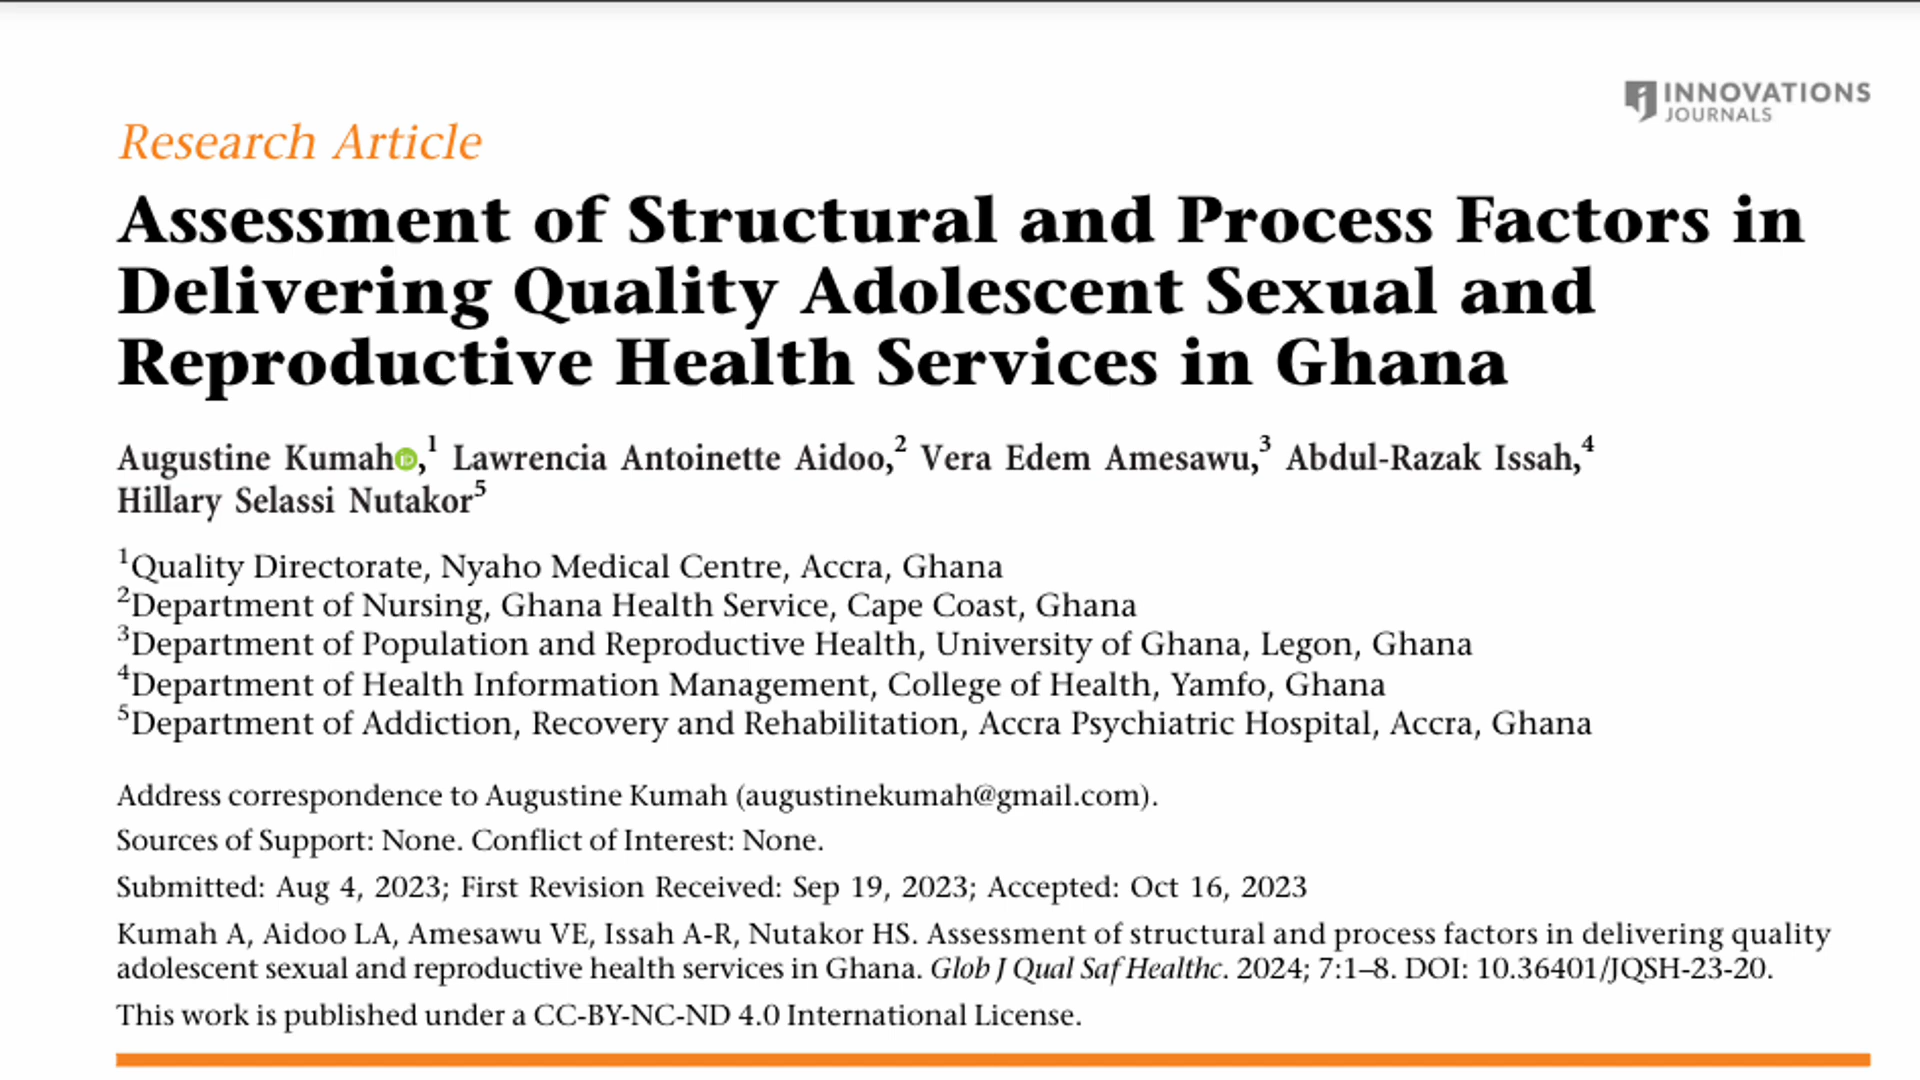 INNOVATIONS
JOURNALS
Research Article
Assessment of Structural and Process Factors in
Delivering Quality Adolescent Sexual and
Reproductive Health Services in Ghana
Augustine Kumah iD,1 Lawrencia Antoinette Aidoo,2 Vera Edem Amesawu,3 Abdul-Razak Issah,4
Hillary Selassi Nutakor5
1Quality Directorate, Nyaho Medical Centre, Accra, Ghana
2Department of Nursing, Ghana Health Service, Cape Coast, Ghana
3Department of Population and Reproductive Health, University of Ghana, Legon, Ghana
4Department of Health Information Management, College of Health, Yamfo, Ghana
5Department of Addiction, Recovery and Rehabilitation, Accra Psychiatric Hospital, Accra, Ghana
Address correspondence to Augustine Kumah (augustinekumah@gmail.com).
Sources of Support: None. Conflict of Interest: None.
Submitted: Aug 4, 2023; First Revision Received: Sep 19, 2023; Accepted: Oct 16, 2023
Kumah A, Aidoo LA, Amesawu VE, Issah A-R, Nutakor HS. Assessment of structural and process factors in delivering quality
adolescent sexual and reproductive health services in Ghana. Glob J Qual Saf Healthc. 2024; 7:1–8. DOI: 10.36401/JQSH-23-20.
This work is published under a CC-BY-NC-ND 4.0 International License.